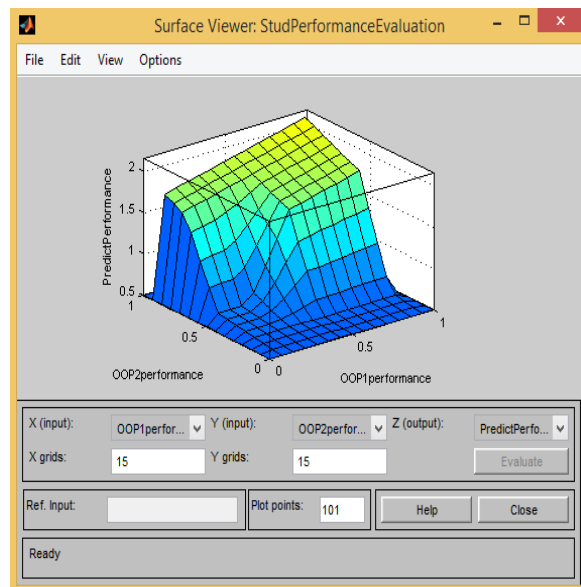 Surface Viewer: StudPerformanceEvaluation
File Edit View Options
2
1.5
1
0.5
PredictPerformance
1
0.5
0
OOP2performance
0
0.5
1
OOP1performance
X (input): OOP1perfor... Y (input): OOP2perfor... Z (output): PredictPerfo...
X grids: 15 Y grids: 15 Evaluate
Ref. Input: Plot points: 101 Help Close
Ready